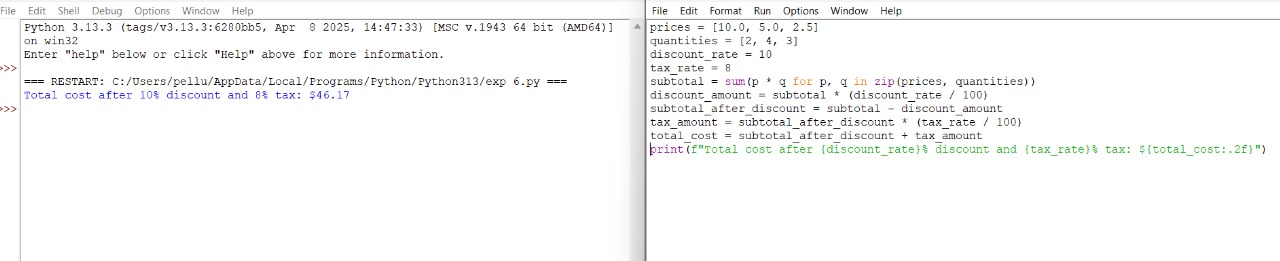 File Edit Shell Debug Options Window Help
Python 3.13.3 (tags/v3.13.3:6280bb5, Apr  8 2025, 14:47:33) [MSC v.1943 64 bit (AMD64)]
on win32
Enter "help" below or click "Help" above for more information.
>>>
=== RESTART: C:/Users/pellu/AppData/Local/Programs/Python/Python313/exp 6.py ===
Total cost after 10% discount and 8% tax: $46.17
>>>
File Edit Format Run Options Window Help
prices = [10.0, 5.0, 2.5]
quantities = [2, 4, 3]
discount_rate = 10
tax_rate = 8
subtotal = sum(p * q for p, q in zip(prices, quantities))
discount_amount = subtotal * (discount_rate / 100)
subtotal_after_discount = subtotal - discount_amount
tax_amount = subtotal_after_discount * (tax_rate / 100)
total_cost = subtotal_after_discount + tax_amount
print(f"Total cost after {discount_rate}% discount and {tax_rate}% tax: ${total_cost:.2f}")